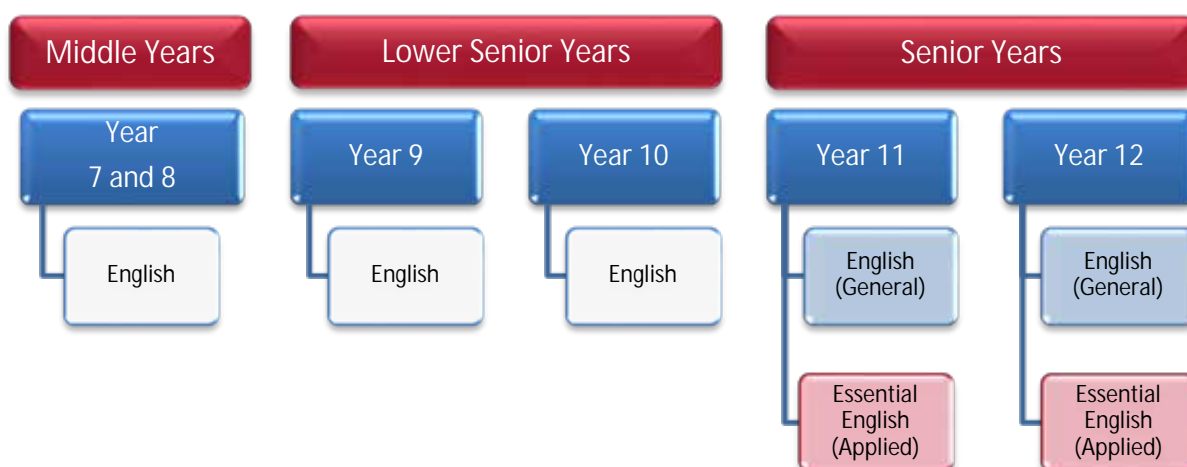 Middle Years
Lower Senior Years
Senior Years
Year
7 and 8
Year 9
Year 10
Year 11
Year 12
English
English
English
English
(General)
English
(General)
Essential
English
(Applied)
Essential
English
(Applied)